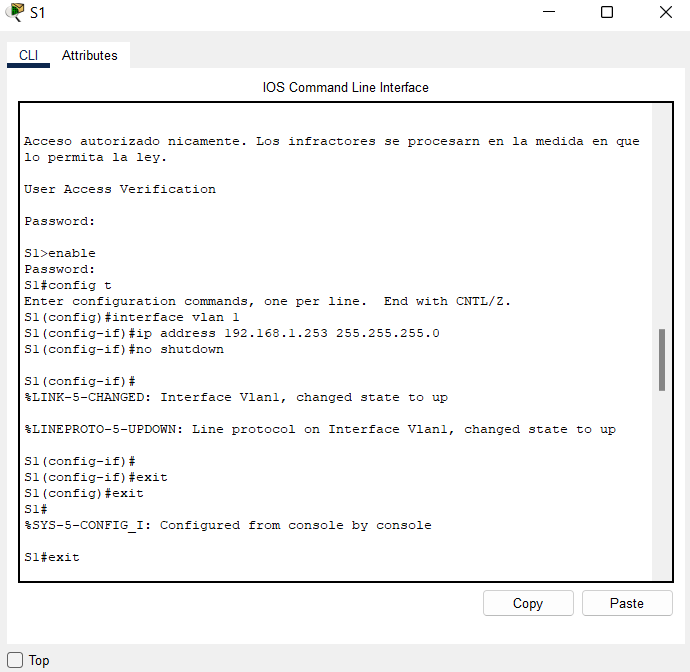 S1
CLI Attributes
IOS Command Line Interface
Acceso autorizado nicamente. Los infractores se procesarn en la medida en que
lo permita la ley.
User Access Verification
Password:
S1>enable
Password:
S1#config t
Enter configuration commands, one per line.  End with CNTL/Z.
S1(config)#interface vlan 1
S1(config-if)#ip address 192.168.1.253 255.255.255.0
S1(config-if)#no shutdown
S1(config-if)#
%LINK-5-CHANGED: Interface Vlan1, changed state to up
%LINEPROTO-5-UPDOWN: Line protocol on Interface Vlan1, changed state to up
S1(config-if)#
S1(config-if)#exit
S1(config)#exit
S1#
%SYS-5-CONFIG_I: Configured from console by console
S1#exit
Copy Paste
Top